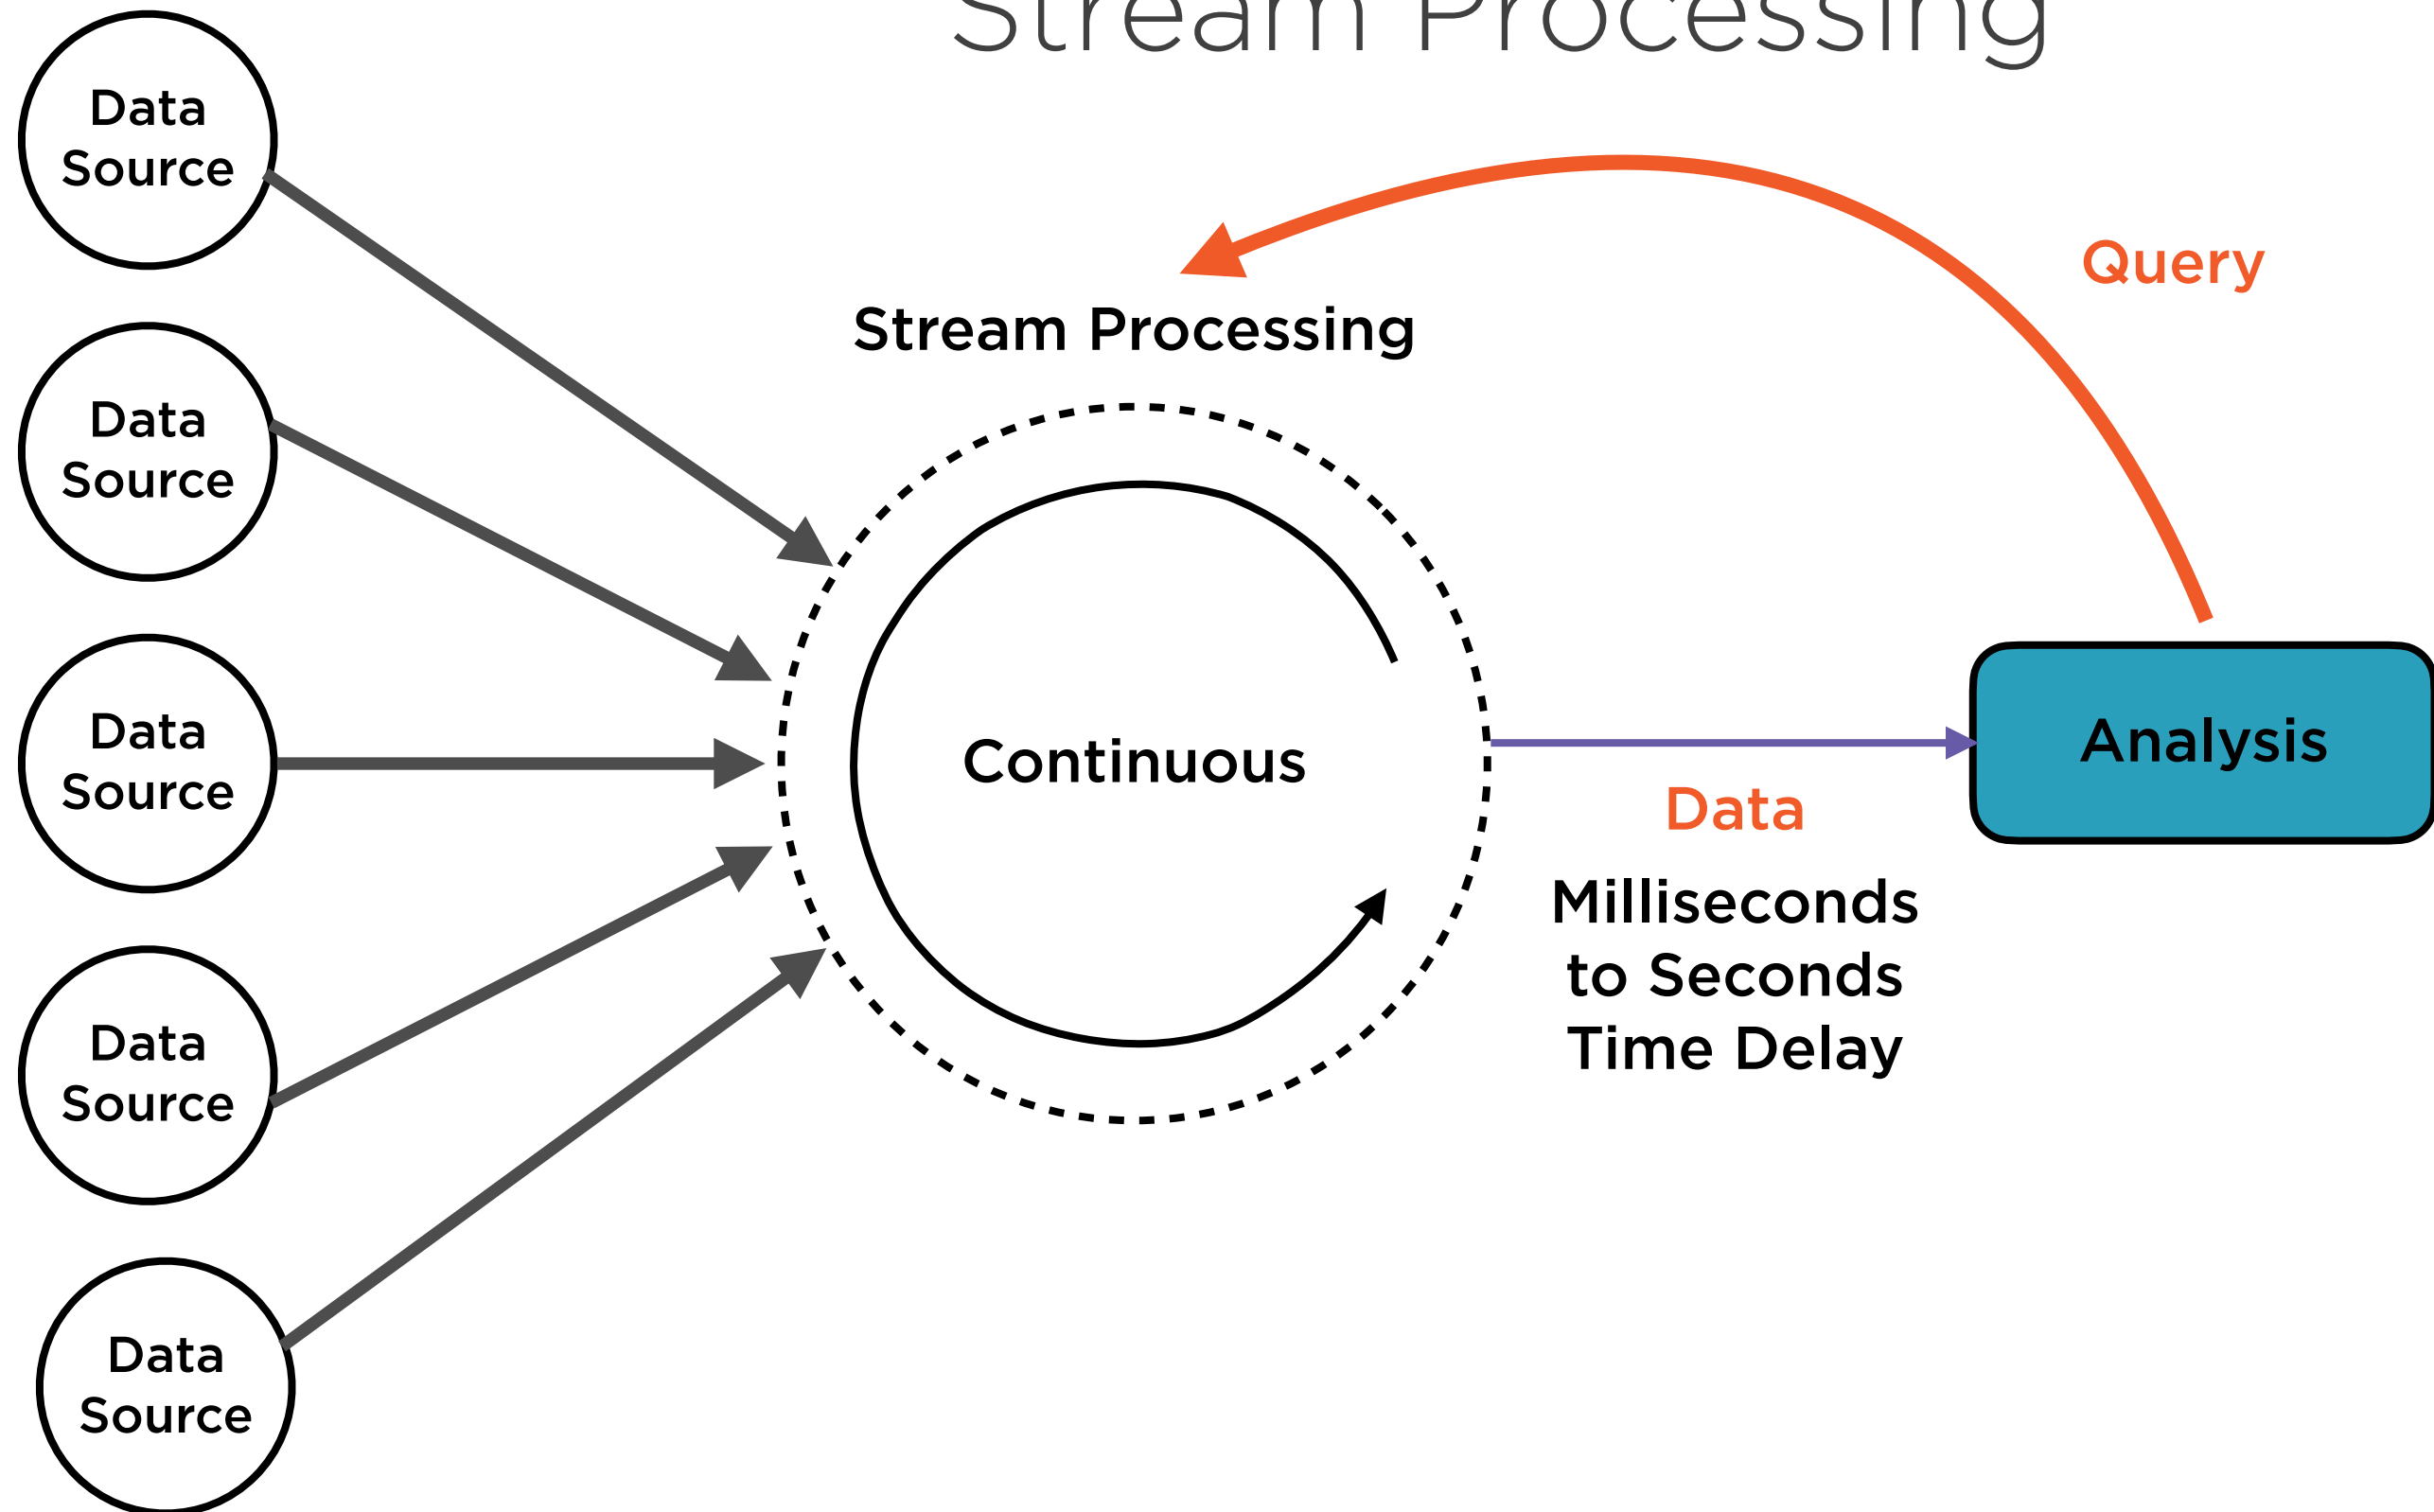 Stream Processing
Data
Source
Data
Source
Data
Source
Data
Source
Data
Source
Stream Processing
Continuous
Query
Data
Milliseconds
to Seconds
Time Delay
Analysis